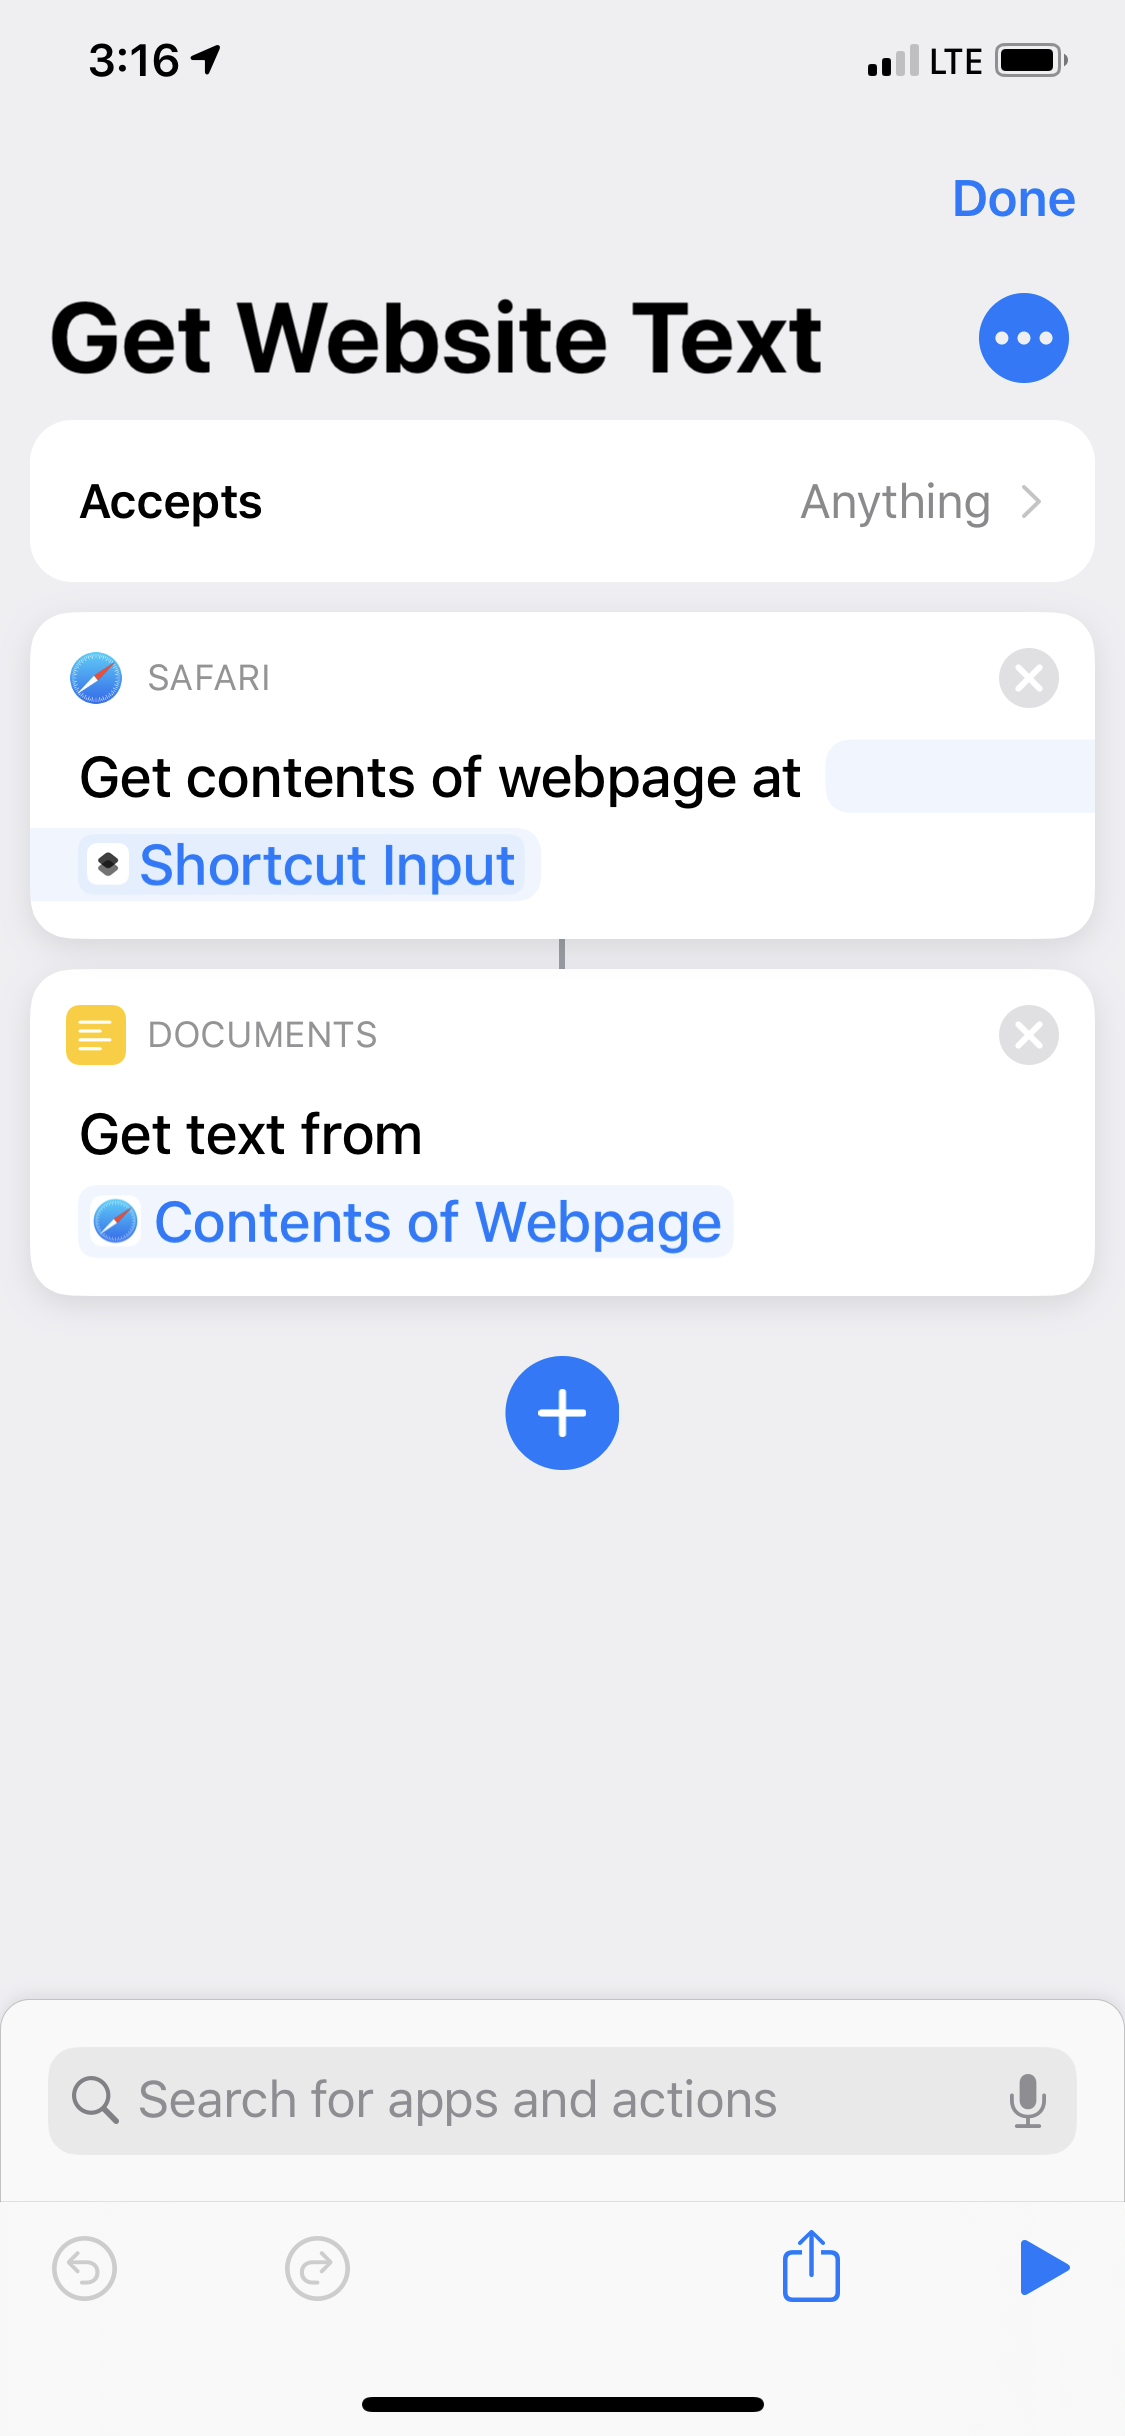 3:16 LTE
Done
Get Website Text
Accepts Anything
SAFARI
Get contents of webpage at
Shortcut Input
DOCUMENTS
Get text from
Contents of Webpage
Search for apps and actions